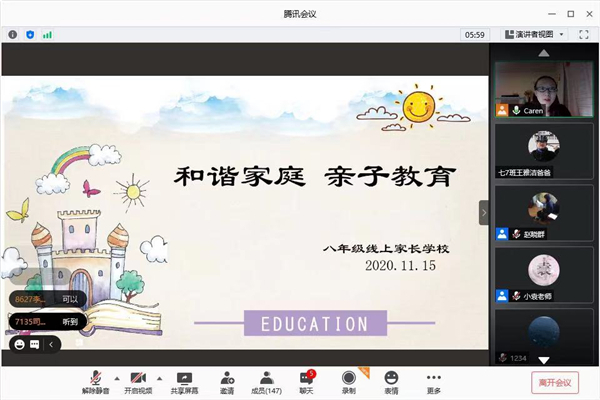 腾讯会议
05:59
演讲者视图
Caren
和谐家庭 亲子教育
七7班王雅洁爸爸
八年级线上家长学校
2020.11.15
赵晓群
小袁老师
8627李... 可以
7135司... 听到
EDUCATION
1234
解除静音
开启视频
共享屏幕
邀请
成员(147)
5
聊天
录制
表情
更多
离开会议